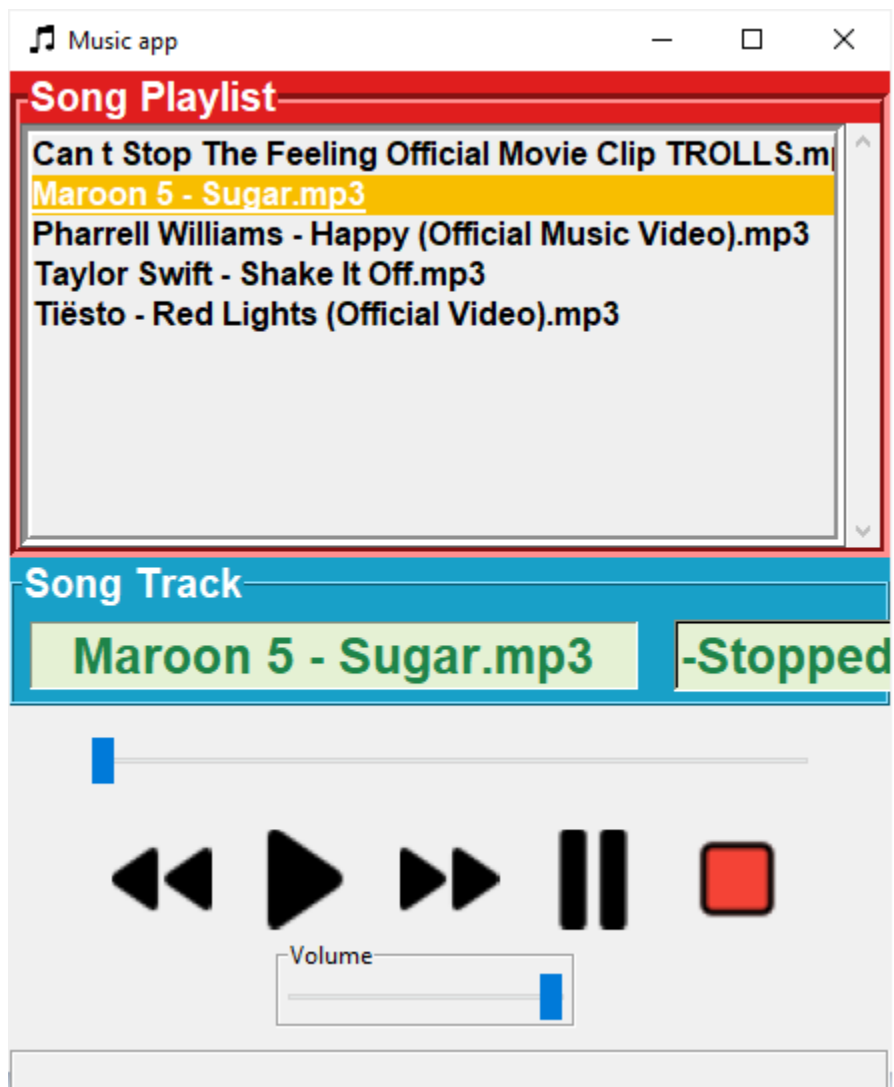 Music app
Song Playlist
Can t Stop The Feeling Official Movie Clip TROLLS.m
Maroon 5 - Sugar.mp3
Pharrell Williams - Happy (Official Music Video).mp3
Taylor Swift - Shake It Off.mp3
Tiësto - Red Lights (Official Video).mp3
Song Track
Maroon 5 - Sugar.mp3 -Stopped
Volume